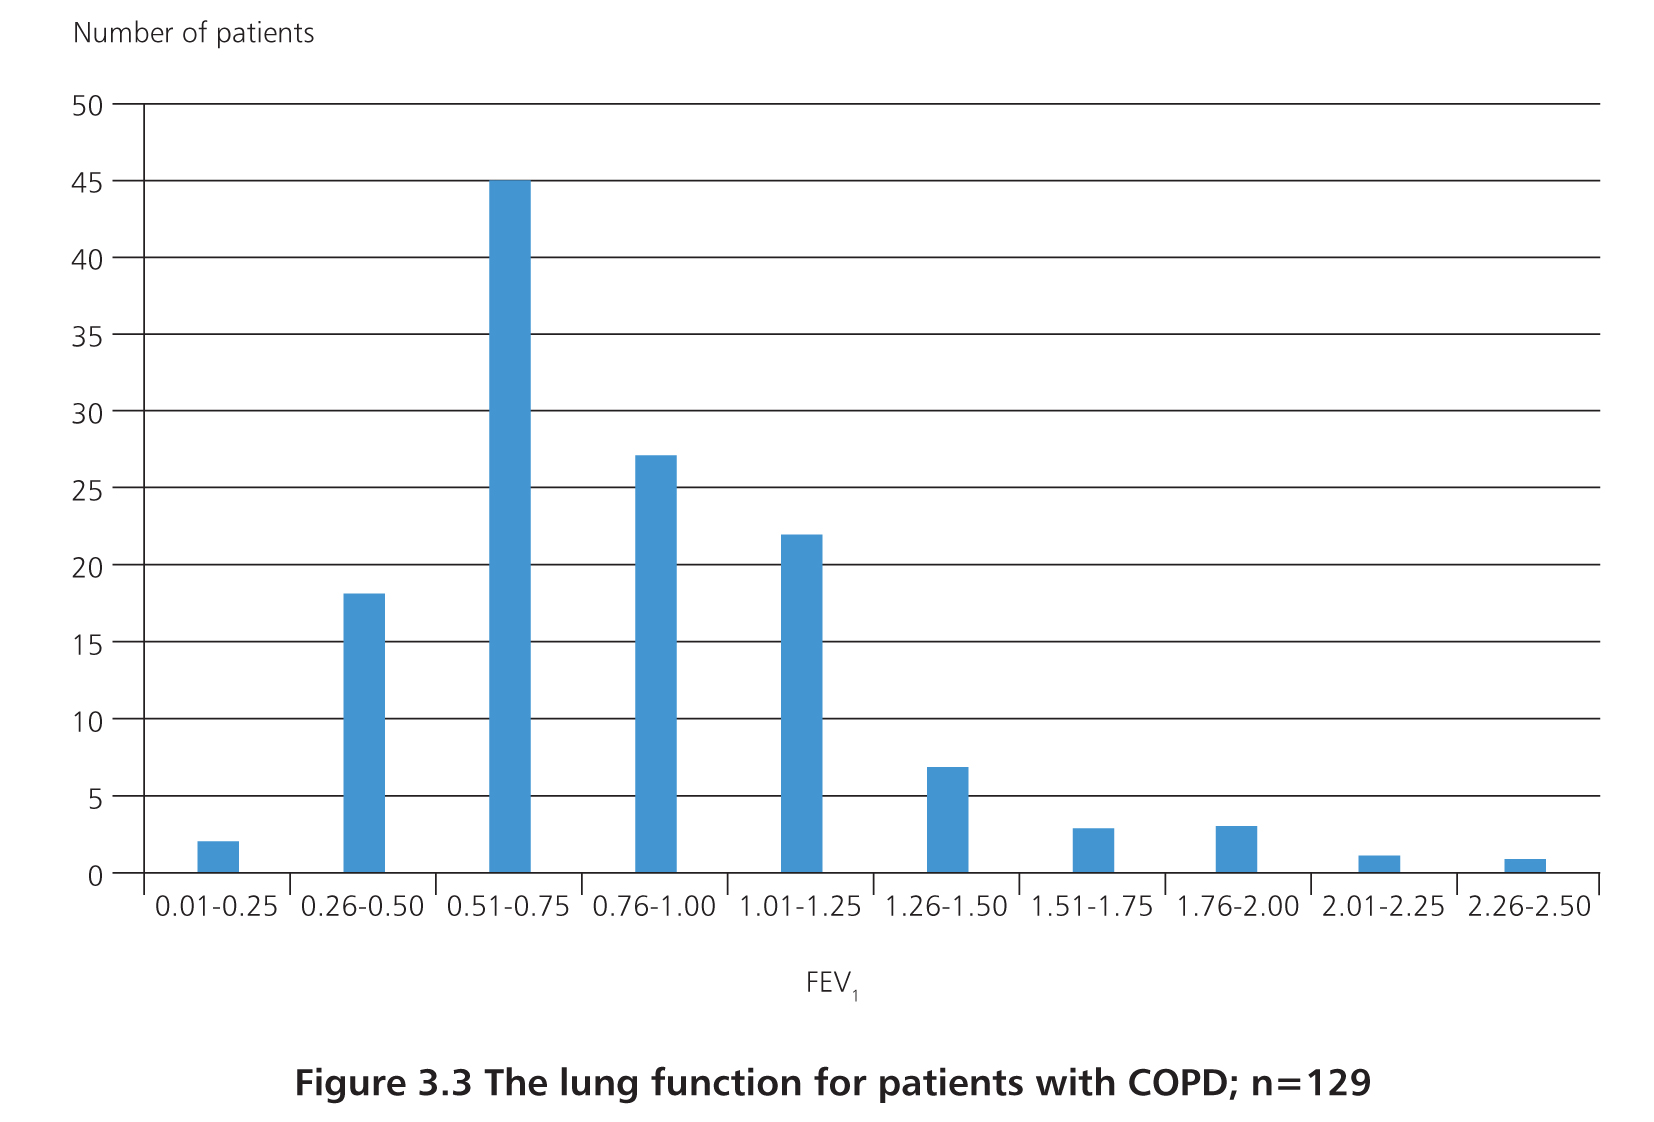 Number of patients
50
45
40
35
30
25
20
15
10
5
0
0.01-0.25 0.26-0.50 0.51-0.75 0.76-1.00 1.01-1.25 1.26-1.50 1.51-1.75 1.76-2.00 2.01-2.25 2.26-2.50
FEV1
Figure 3.3 The lung function for patients with COPD; n=129